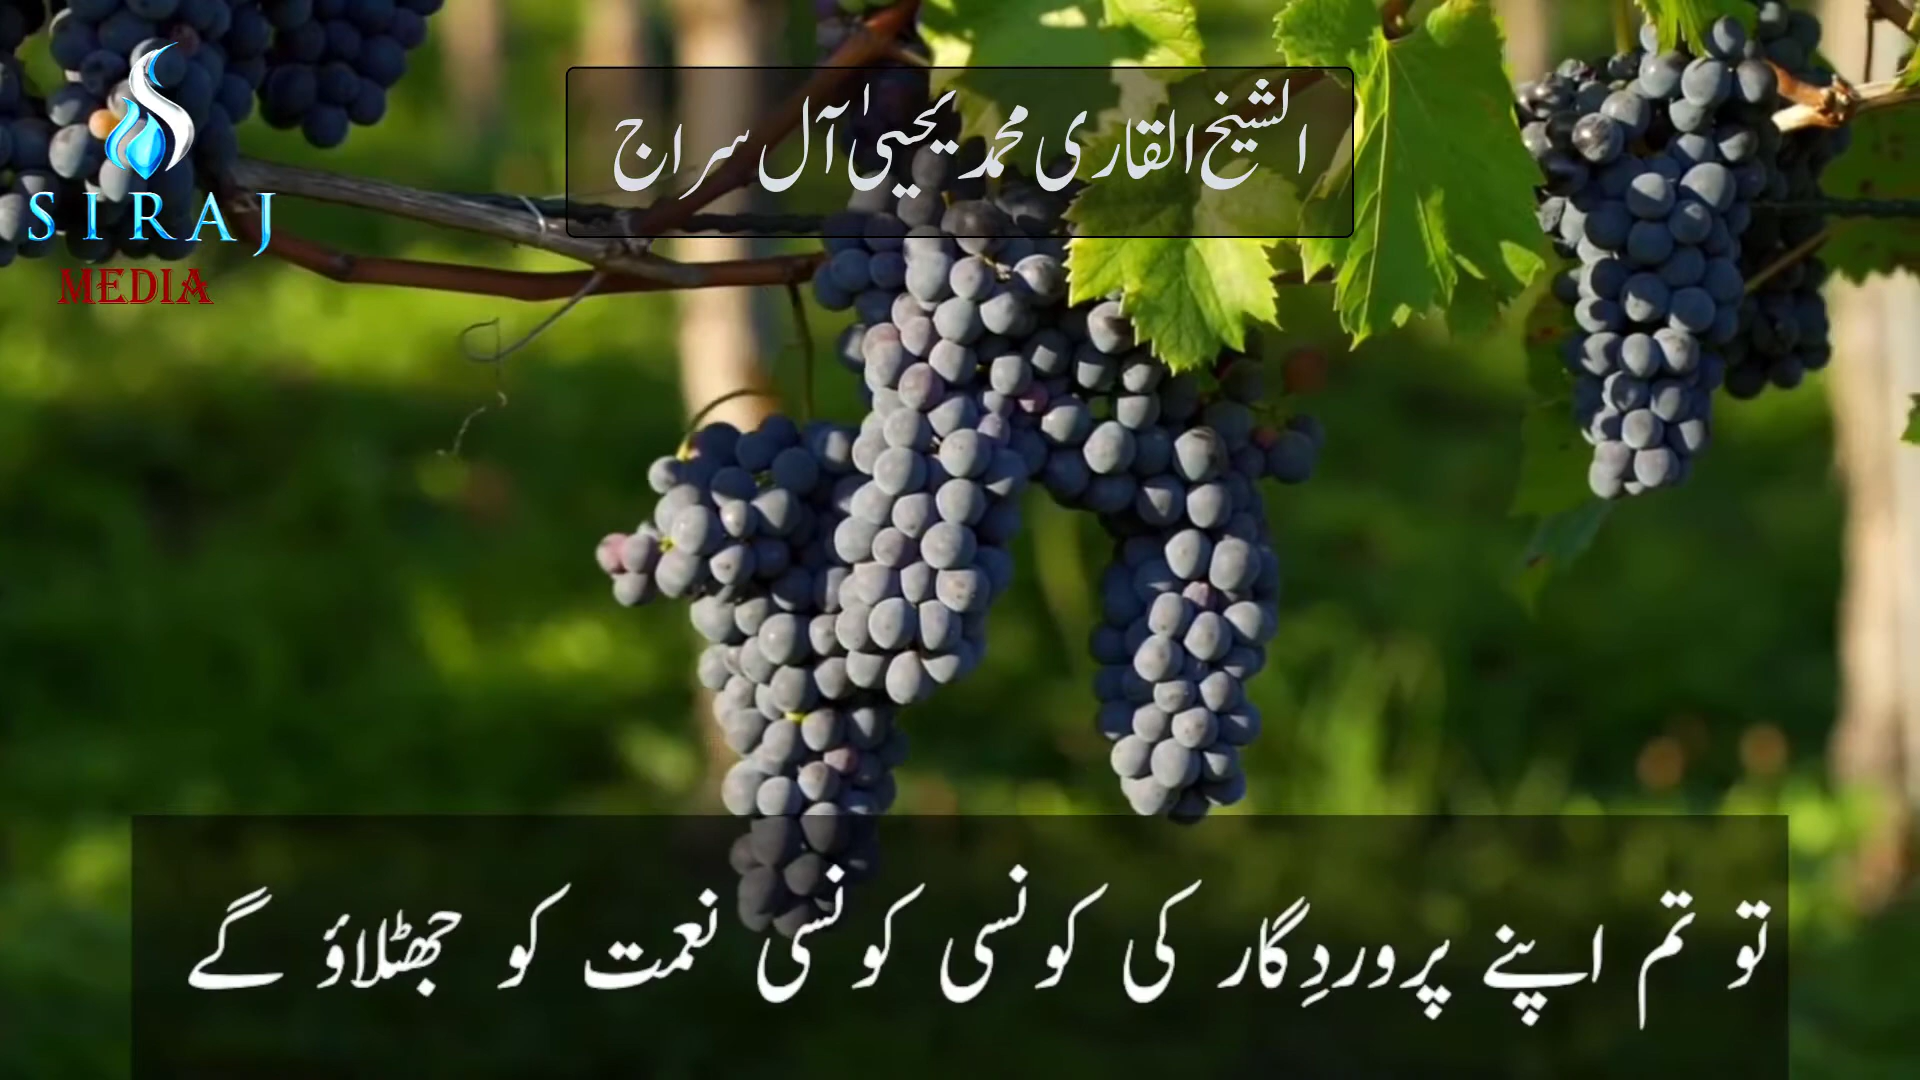 SIRAJ
MEDIA
الشیخ القاری محمد یحییٰ آل سراج
تو تم اپنے پروردِگار کی کونسی کونسی نعمت کو جھٹلاؤ گے